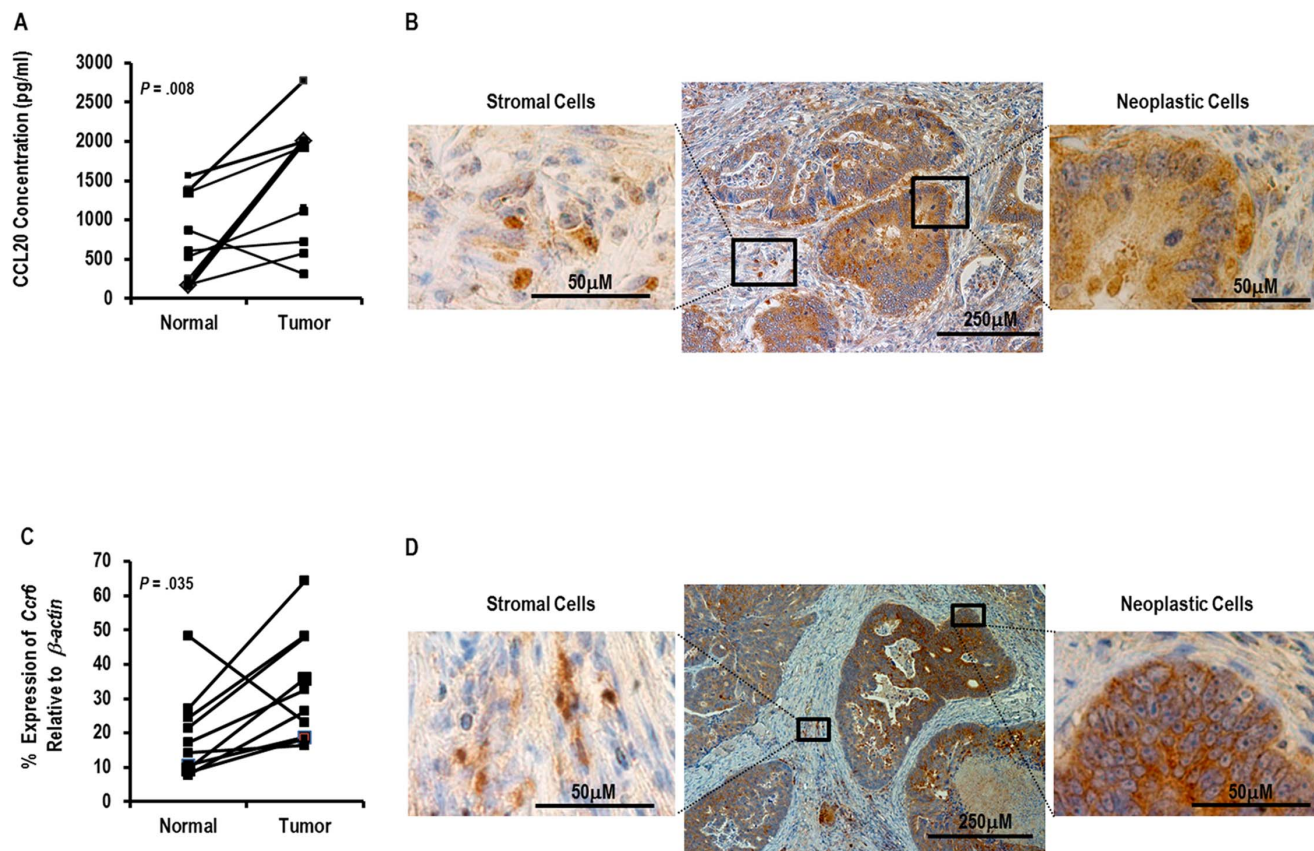 A
CCL20 Concentration (pg/ml)
3000
2500
2000
1500
1000
500
0
P = .008
Normal Tumor
B
Stromal Cells
50µM
250µM
Neoplastic Cells
50µM
C
% Expression of Ccr6
Relative to β-actin
70
60
50
40
30
20
10
0
P = .035
Normal Tumor
D
Stromal Cells
50µM
250µM
Neoplastic Cells
50µM